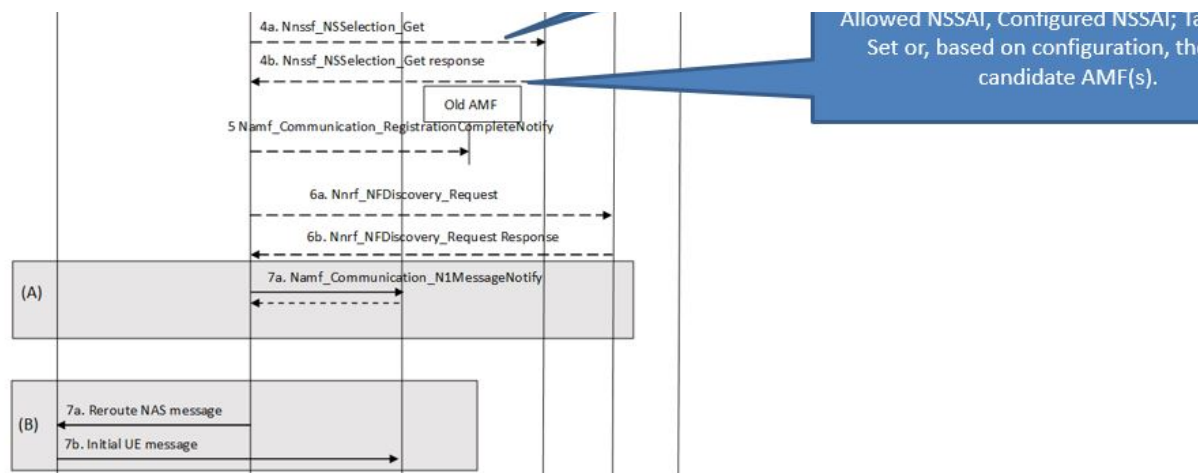 4a. Nnssf_NSSelection_Get
Allowed NSSAI, Configured NSSAI;
Set or, based on configuration,
candidate AMF(s).
4b. Nnssf_NSSelection_Get response
Old AMF
5 Namf_Communication_RegistrationCompleteNotify
6a. Nnrf_NFDiscovery_Request
6b. Nnrf_NFDiscovery_Request Response
(A)
7a. Namf_Communication_N1MessageNotify
(B)
7a. Reroute NAS message
7b. Initial UE message